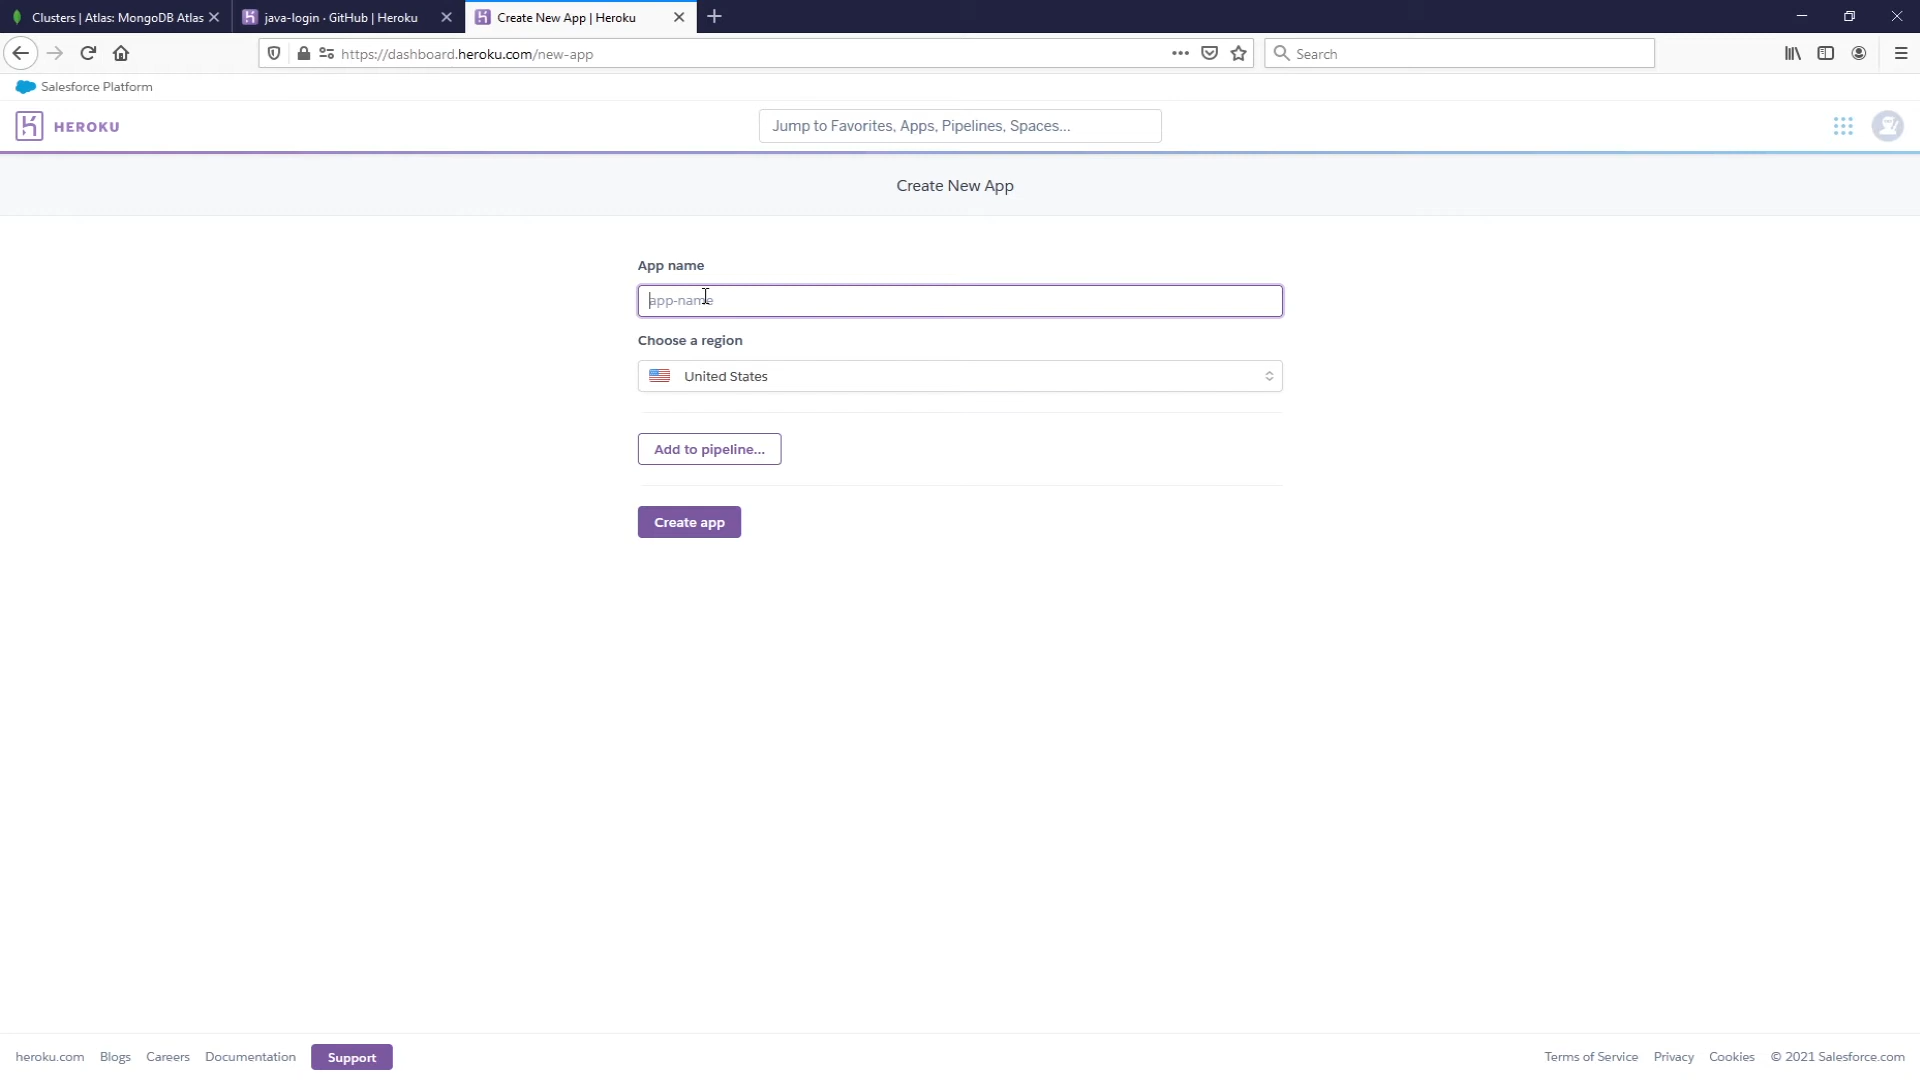 Clusters | Atlas: MongoDB Atlas
java-login · GitHub | Heroku
Create New App | Heroku
https://dashboard.heroku.com/new-app
Search
Salesforce Platform
HEROKU
Jump to Favorites, Apps, Pipelines, Spaces...
Create New App
App name
app-name
Choose a region
United States
Add to pipeline...
Create app
heroku.com Blogs Careers Documentation Support Terms of Service Privacy Cookies © 2021 Salesforce.com